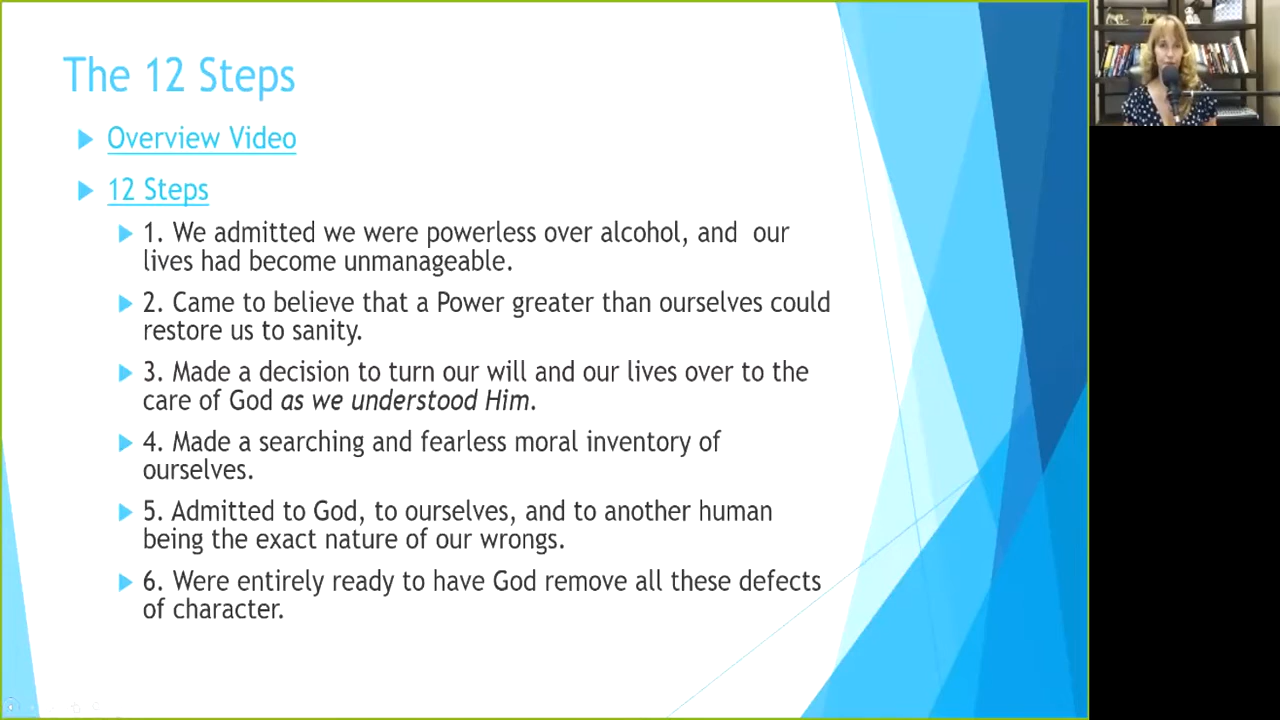 The 12 Steps
Overview Video
12 Steps
1. We admitted we were powerless over alcohol, and our
lives had become unmanageable.
2. Came to believe that a Power greater than ourselves could
restore us to sanity.
3. Made a decision to turn our will and our lives over to the
care of God as we understood Him.
4. Made a searching and fearless moral inventory of
ourselves.
5. Admitted to God, to ourselves, and to another human
being the exact nature of our wrongs.
6. Were entirely ready to have God remove all these defects
of character.